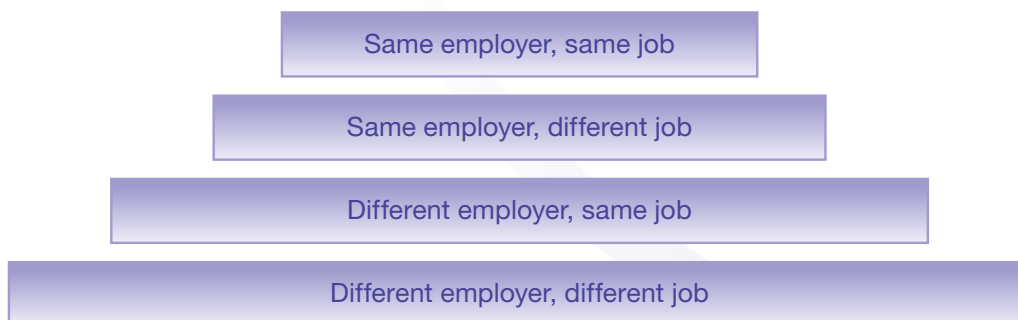 Same employer, same job
Same employer, different job
Different employer, same job
Different employer, different job